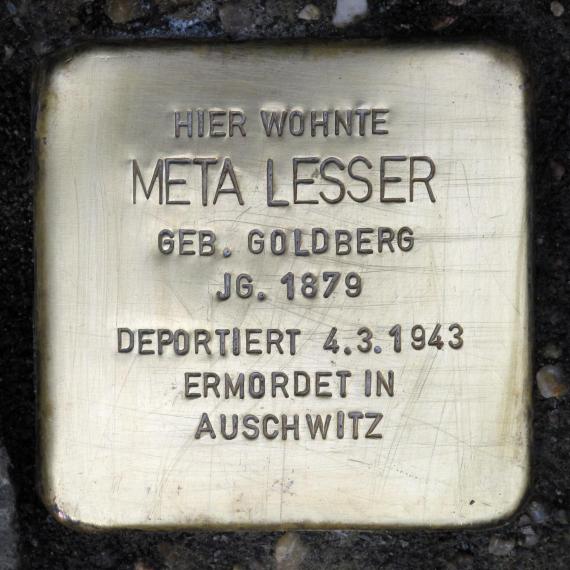 HIER WOHNTE
META LESSER
GEB. GOLDBERG
JG. 1879
DEPORTIERT 4.3.1943
ERMORDET IN
AUSCHWITZ